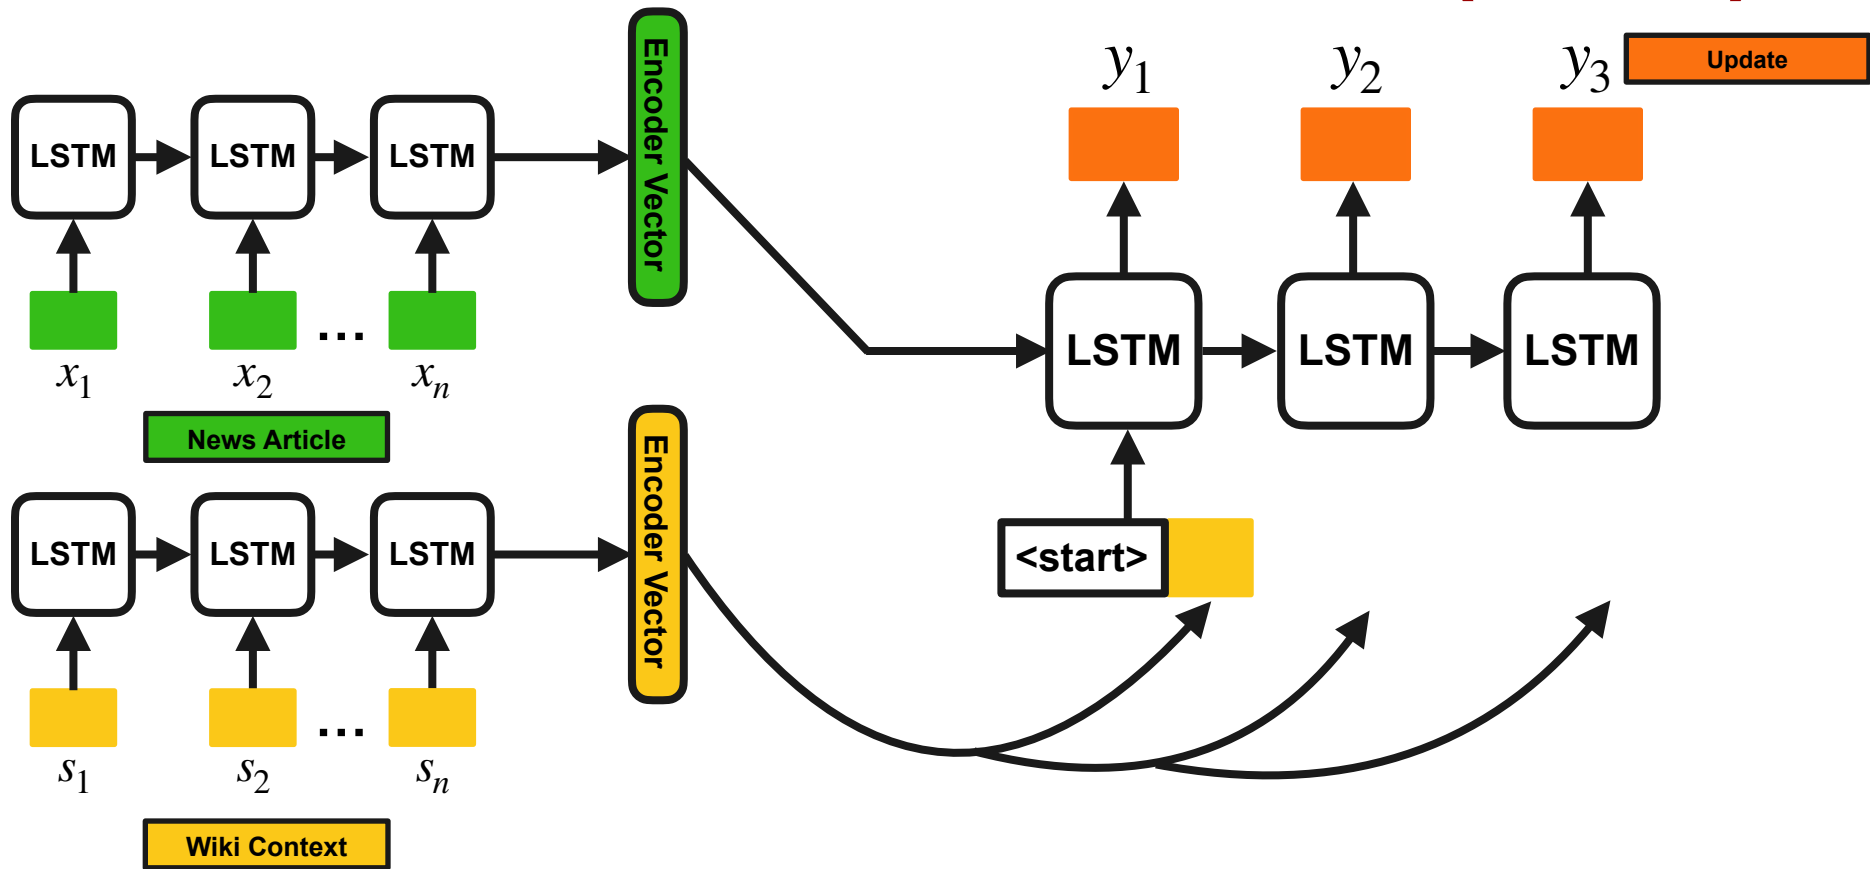 LSTM LSTM LSTM
x1 x2 ... xn
News Article
Encoder Vector
LSTM LSTM LSTM
s1 s2 ... sn
Wiki Context
Encoder Vector
y1 y2 y3
Update
LSTM LSTM LSTM
<start>